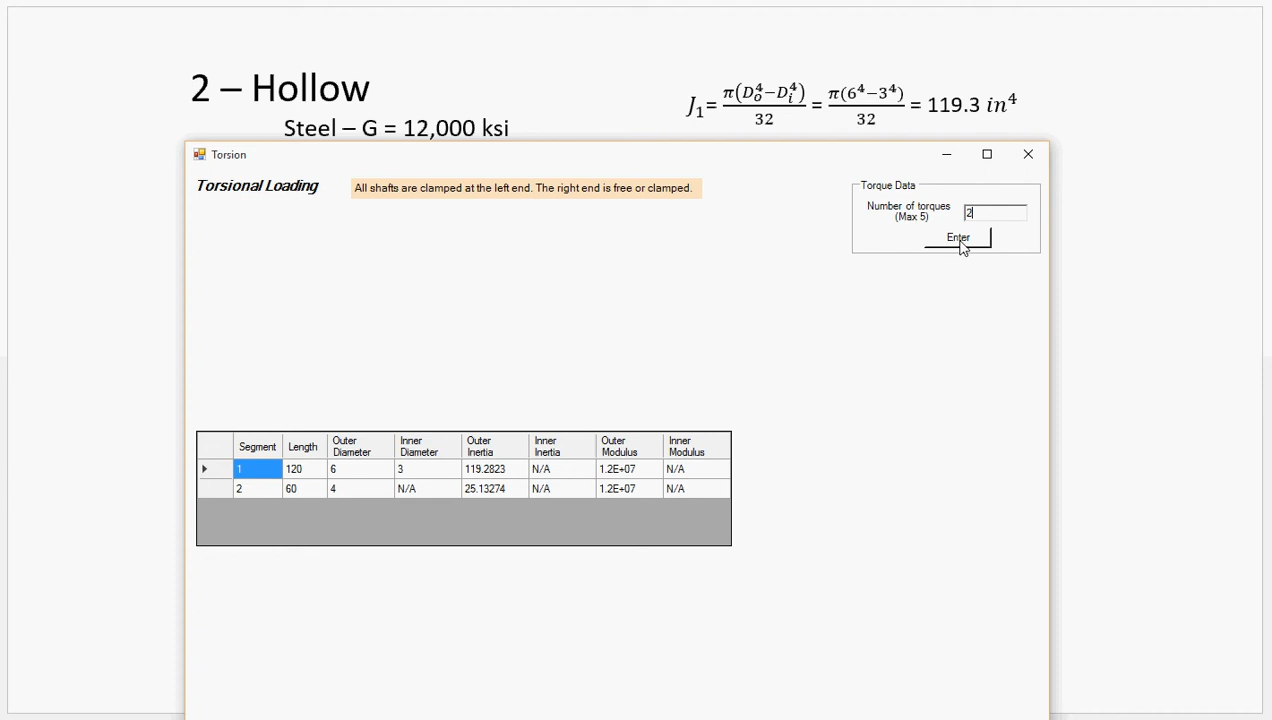 2 – Hollow
Steel – G = 12,000 ksi
J₁= π(D_o⁴−D_i⁴)/32 = π(6⁴−3⁴)/32 = 119.3 in⁴
Torsion
Torsional Loading
All shafts are clamped at the left end. The right end is free or clamped.
Torque Data
Number of torques
(Max 5)
2
Enter
Segment Length Outer Diameter Inner Diameter Outer Inertia Inner Inertia Outer Modulus Inner Modulus
1 120 6 3 119.2823 N/A 1.2E+07 N/A
2 60 4 N/A 25.13274 N/A 1.2E+07 N/A